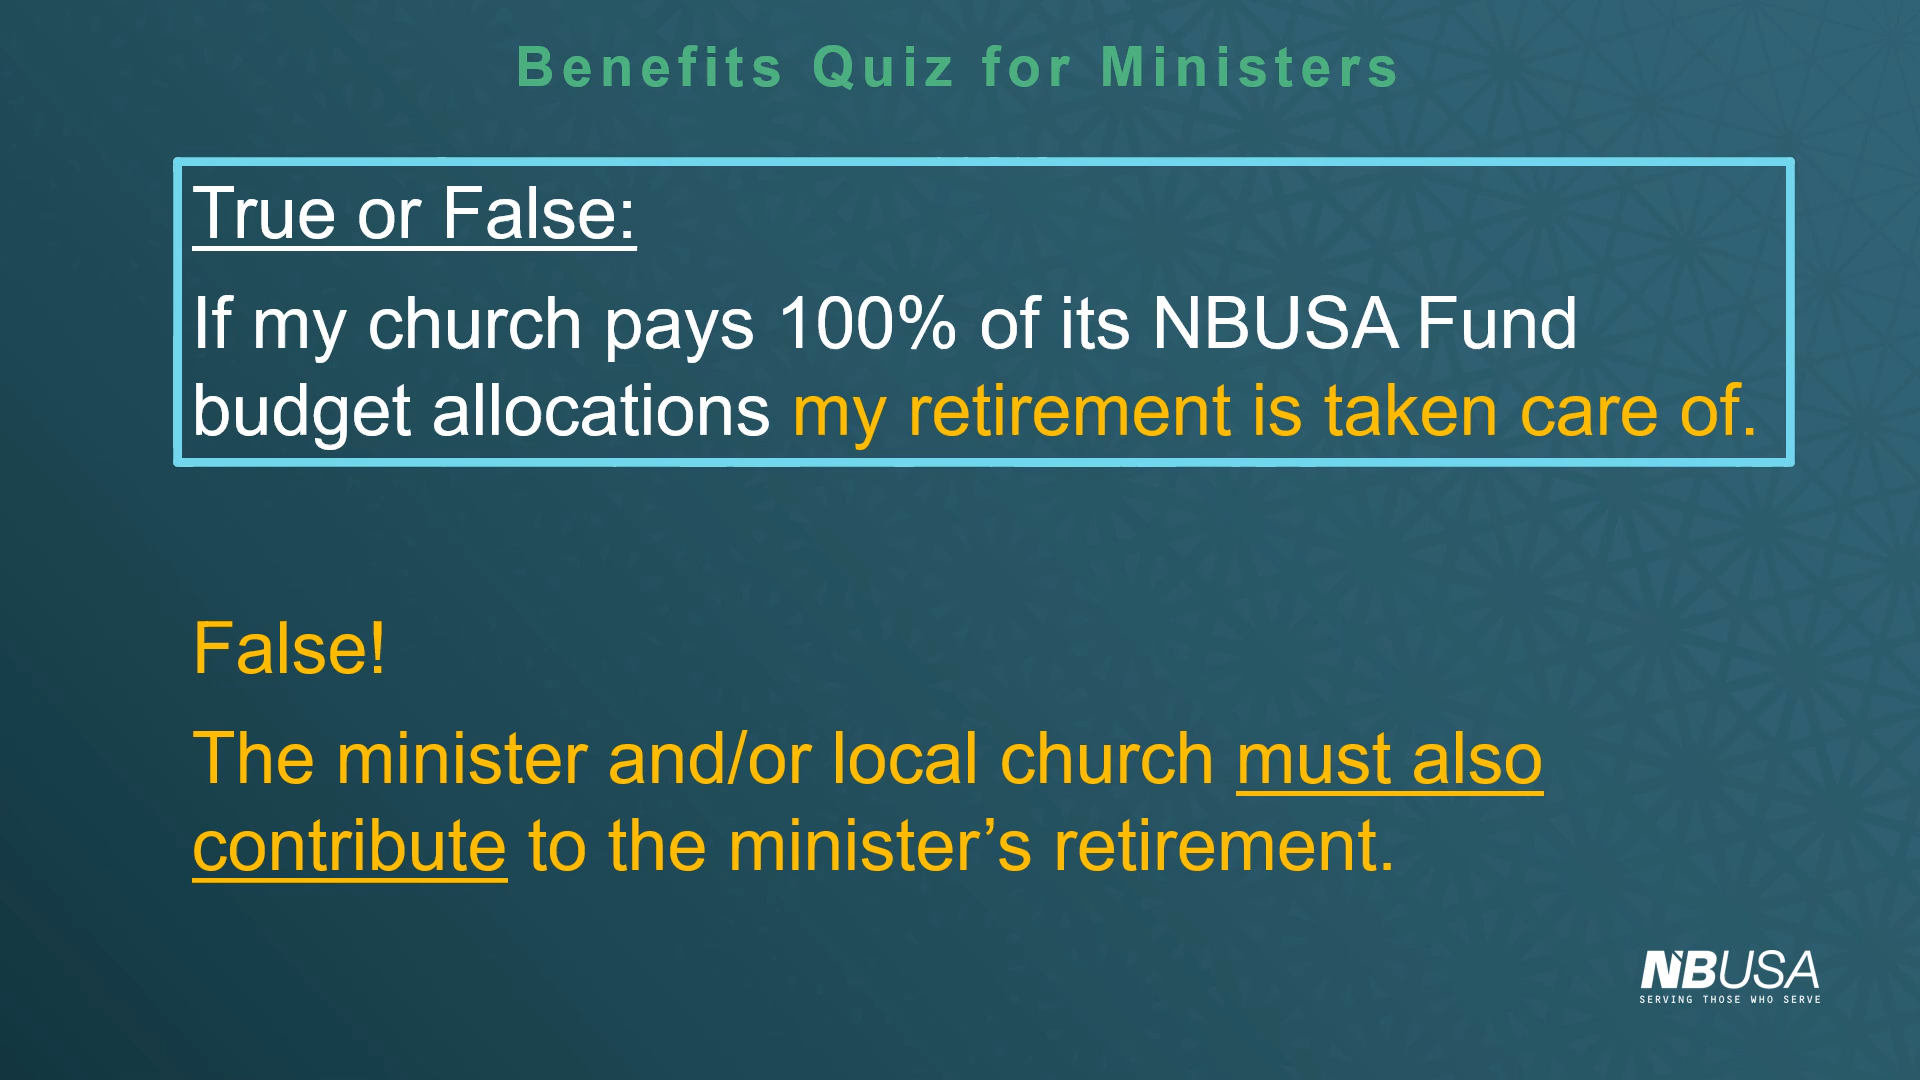 Benefits Quiz for Ministers
True or False:
If my church pays 100% of its NBUSA Fund
budget allocations my retirement is taken care of.
False!
The minister and/or local church must also
contribute to the minister’s retirement.
NBUSA
SERVING THOSE WHO SERVE